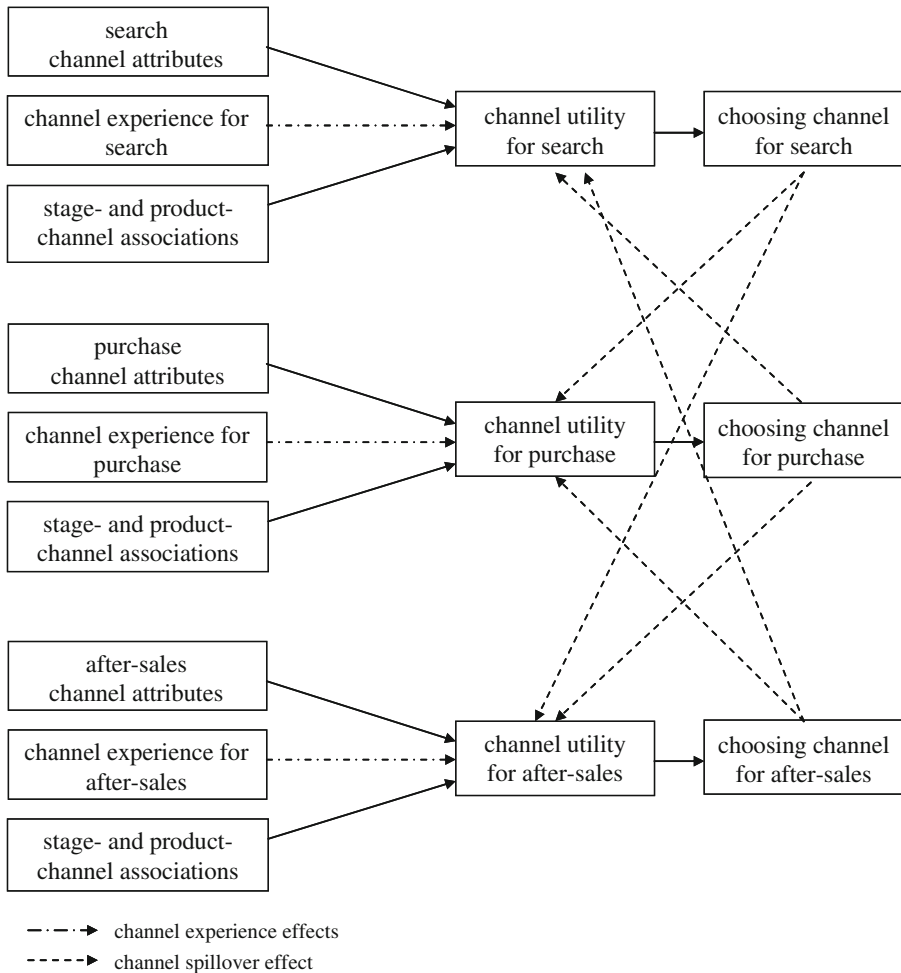 search
channel attributes
channel experience for
search
stage- and product-
channel associations
channel utility
for search
choosing channel
for search
purchase
channel attributes
channel experience for
purchase
stage- and product-
channel associations
channel utility
for purchase
choosing channel
for purchase
after-sales
channel attributes
channel experience for
after-sales
stage- and product-
channel associations
channel utility
for after-sales
choosing channel
for after-sales
channel experience effects
channel spillover effect